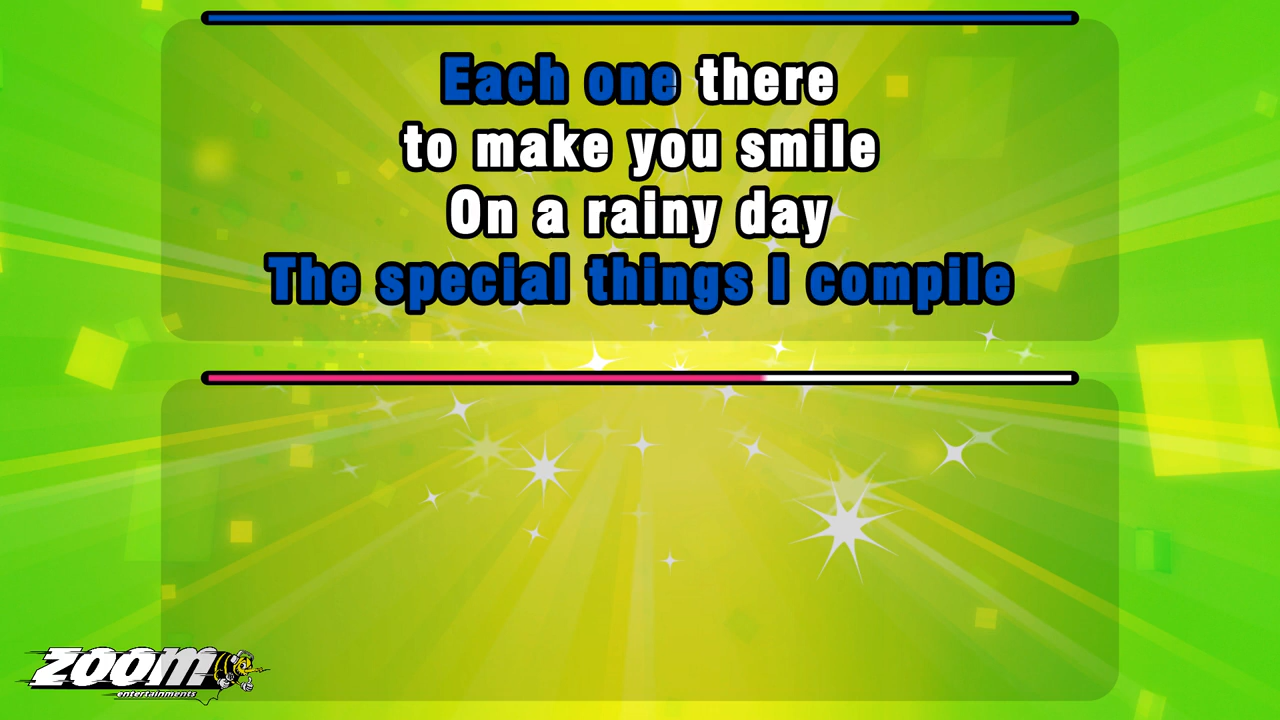 Each one there
to make you smile
On a rainy day
The special things I compile
zoom
entertainments